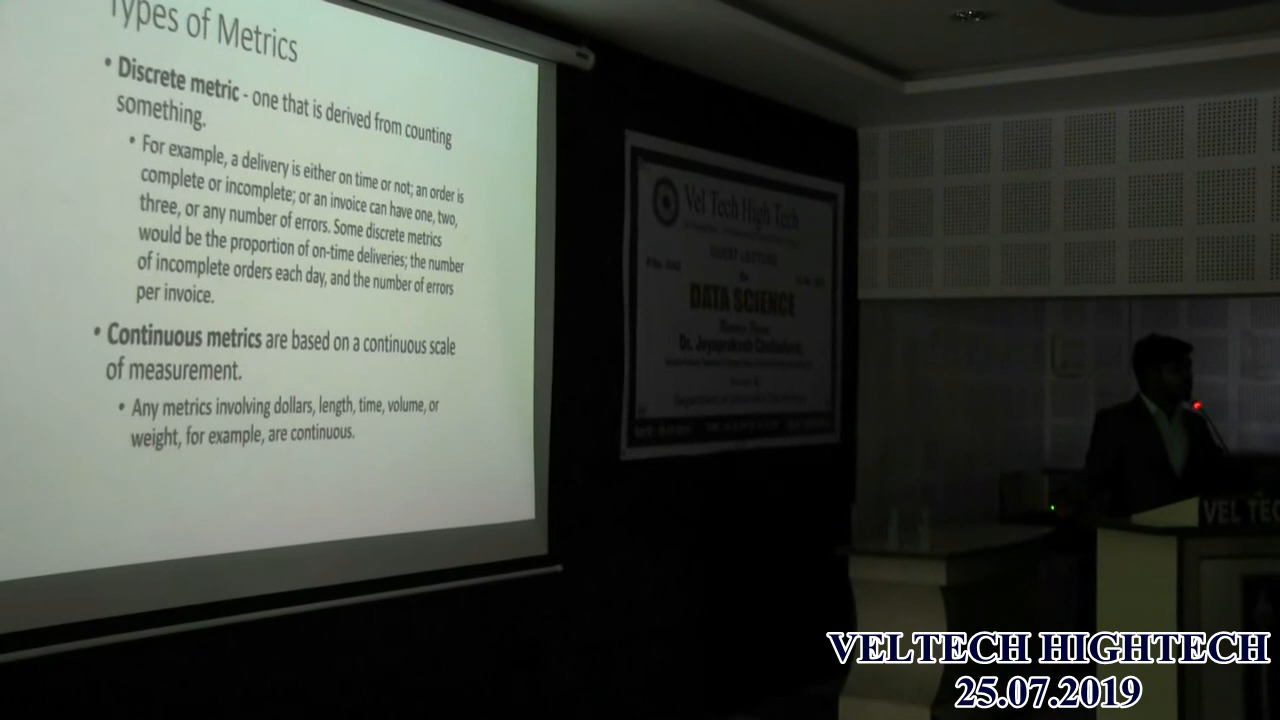 Types of Metrics
• Discrete metric - one that is derived from counting
something.
• For example, a delivery is either on time or not; an order is
complete or incomplete; or an invoice can have one, two,
three, or any number of errors. Some discrete metrics
would be the proportion of on-time deliveries; the number
of incomplete orders each day, and the number of errors
per invoice.
• Continuous metrics are based on a continuous scale
of measurement.
• Any metrics involving dollars, length, time, volume, or
weight, for example, are continuous.
Vel Tech High Tech
GUEST LECTURE
on
DATA SCIENCE
Dr. Jayaprakash
VEL TEC
VELTECH HIGHTECH
25.07.2019